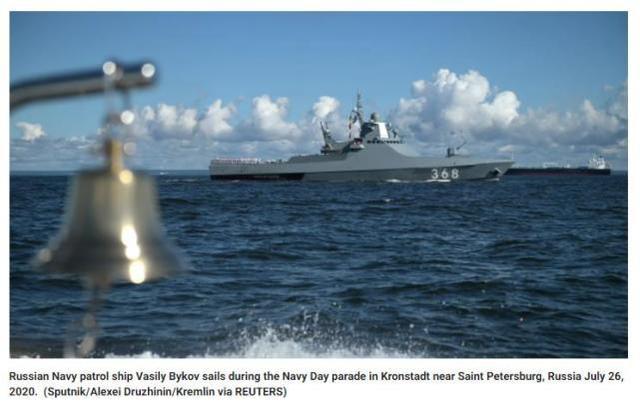 368
Russian Navy patrol ship Vasily Bykov sails during the Navy Day parade in Kronstadt near Saint Petersburg, Russia July 26,
2020. (Sputnik/Alexei Druzhinin/Kremlin via REUTERS)